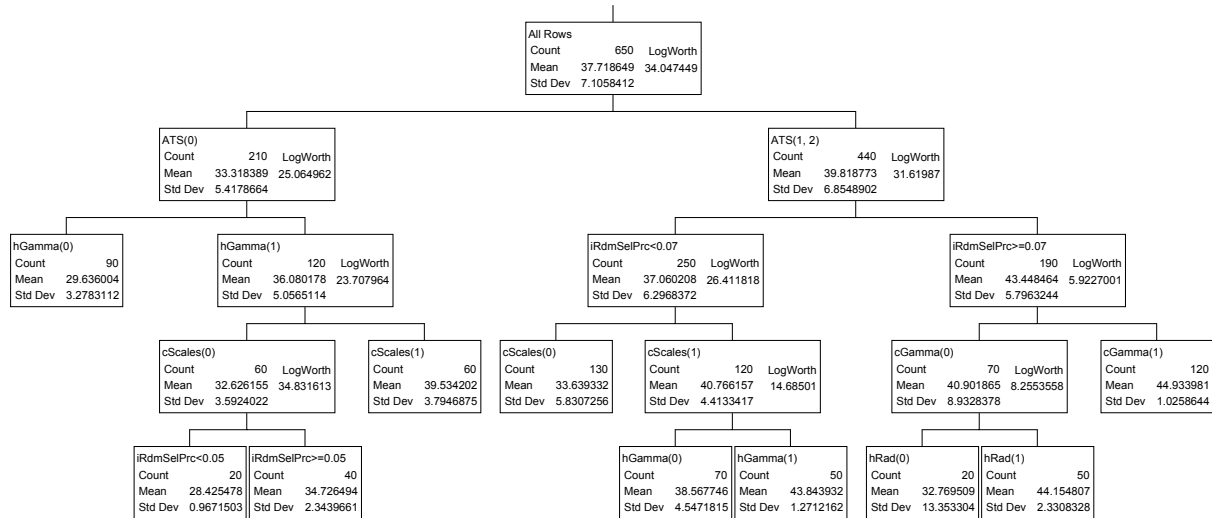 All Rows
Count 650 LogWorth
Mean 37.718649 34.047449
Std Dev 7.1058412
ATS(0)
Count 210 LogWorth
Mean 33.318389 25.064962
Std Dev 5.4178664
ATS(1, 2)
Count 440 LogWorth
Mean 39.818773 31.61987
Std Dev 6.8548902
hGamma(0)
Count 90
Mean 29.636004
Std Dev 3.2783112
hGamma(1)
Count 120 LogWorth
Mean 36.080178 23.707964
Std Dev 5.0565114
iRdmSelPrc<0.07
Count 250 LogWorth
Mean 37.060208 26.411818
Std Dev 6.2968372
iRdmSelPrc>=0.07
Count 190 LogWorth
Mean 43.448464 5.9227001
Std Dev 5.7963244
cScales(0)
Count 60 LogWorth
Mean 32.626155 34.831613
Std Dev 3.5924022
cScales(1)
Count 60
Mean 39.534202
Std Dev 3.7946875
cScales(0)
Count 130
Mean 33.639332
Std Dev 5.8307256
cScales(1)
Count 120 LogWorth
Mean 40.766157 14.68501
Std Dev 4.4133417
cGamma(0)
Count 70 LogWorth
Mean 40.901865 8.2553558
Std Dev 8.9328378
cGamma(1)
Count 120
Mean 44.933981
Std Dev 1.0258644
iRdmSelPrc<0.05
Count 20
Mean 28.425478
Std Dev 0.9671503
iRdmSelPrc>=0.05
Count 40
Mean 34.726494
Std Dev 2.3439661
hGamma(0)
Count 70
Mean 38.567746
Std Dev 4.5471815
hGamma(1)
Count 50
Mean 43.843932
Std Dev 1.2712162
hRad(0)
Count 20
Mean 32.769509
Std Dev 13.353304
hRad(1)
Count 50
Mean 44.154807
Std Dev 2.3308328